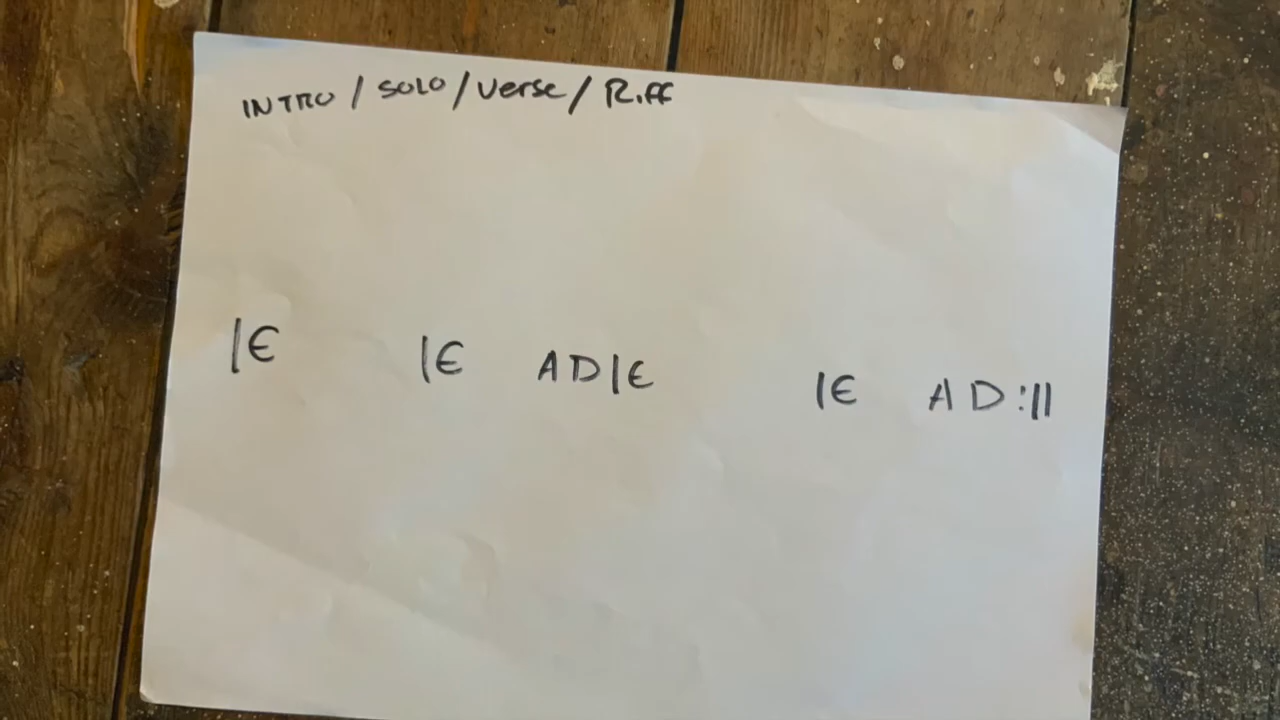 INTRO / SOLO / Verse / Riff
|E |E AD|E |E AD:||